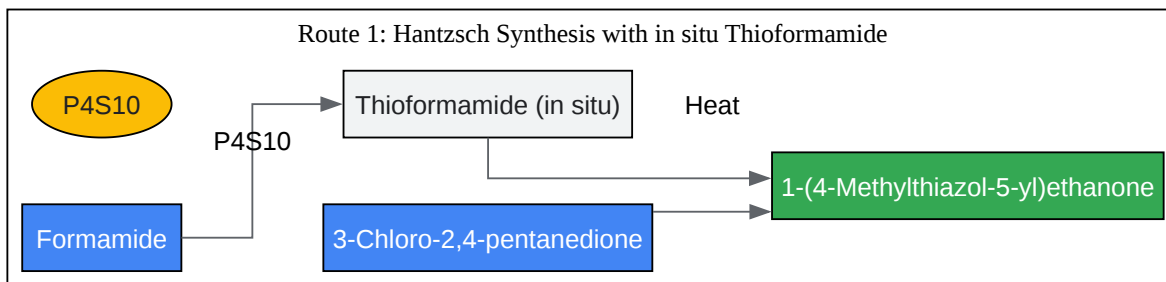 Route 1: Hantzsch Synthesis with in situ Thioformamide
P4S10
Thioformamide (in situ)
Heat
P4S10
1-(4-Methylthiazol-5-yl)ethanone
Formamide
3-Chloro-2,4-pentanedione